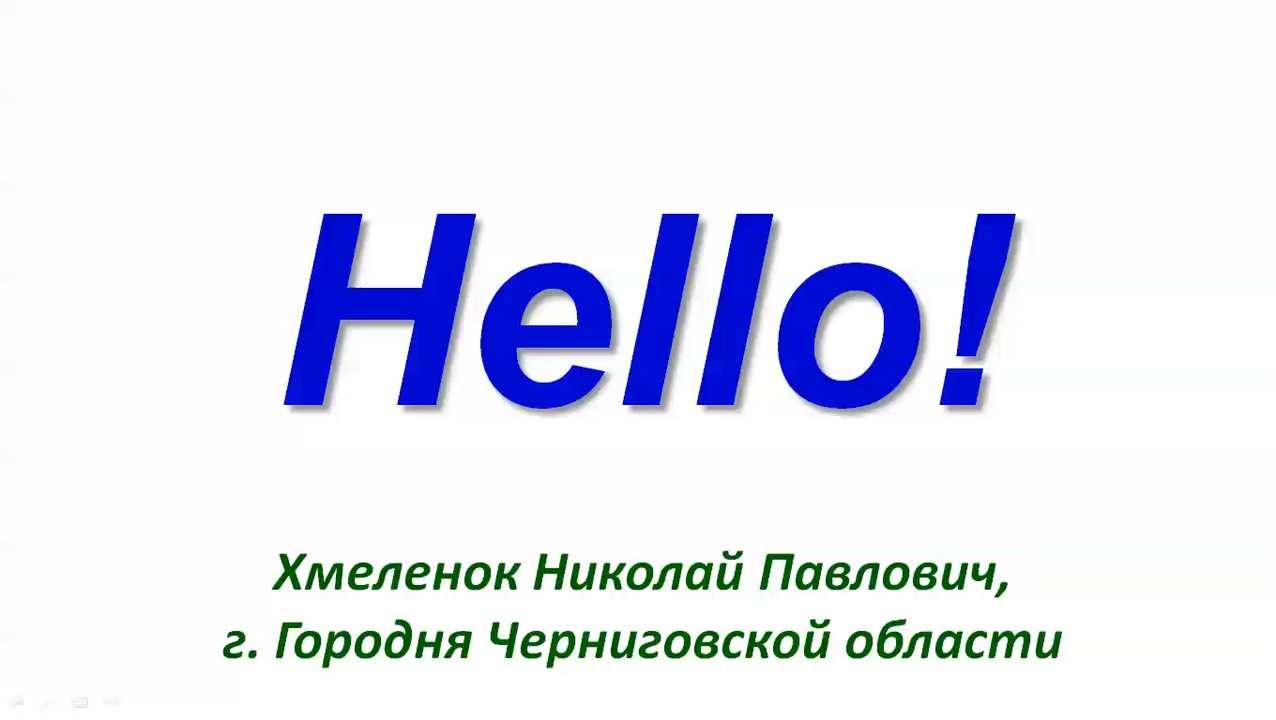 Hello!
Хмеленок Николай Павлович,
г. Городня Черниговской области